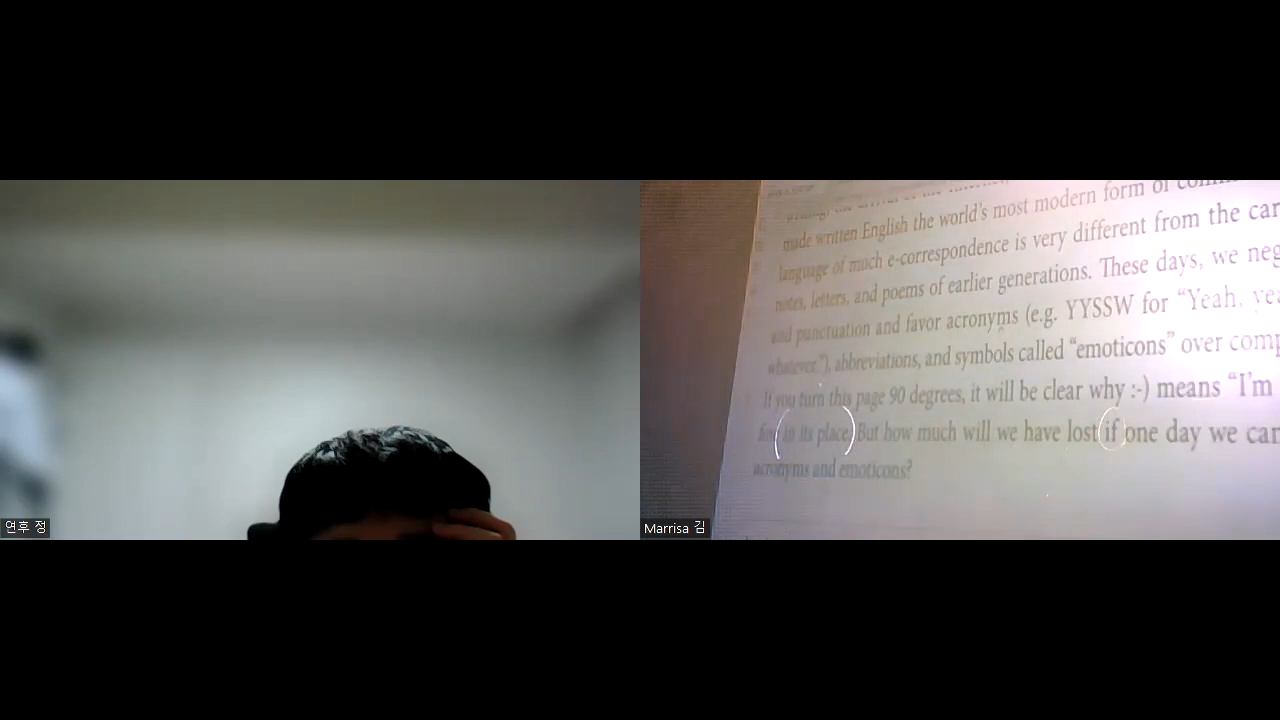 made written English the world's most modern form of
language of much e-correspondence is very different from the car
notes, letters, and poems of earlier generations. These days, we neg
and punctuation and favor acronyms (e.g. YYSSW for “Yeah, yea
whatever.”), abbreviations, and symbols called “emoticons” over comp
If you turn this page 90 degrees, it will be clear why :-) means “I'm
fine in its place. But how much will we have lost if one day we can
acronyms and emoticons?
연후 정
Marrisa 김